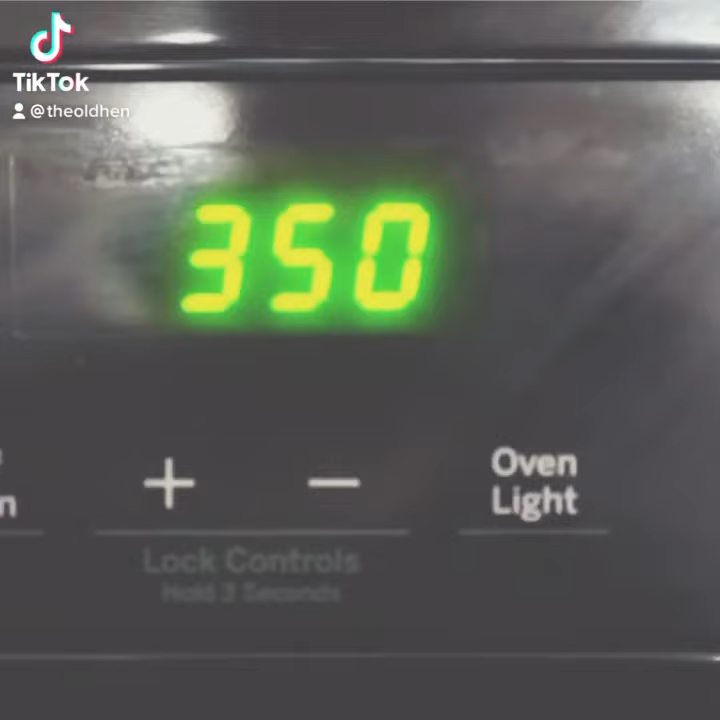 TikTok
@theoldhen
350
n
+ −
Oven
Light
Lock Controls
Hold 3 Seconds